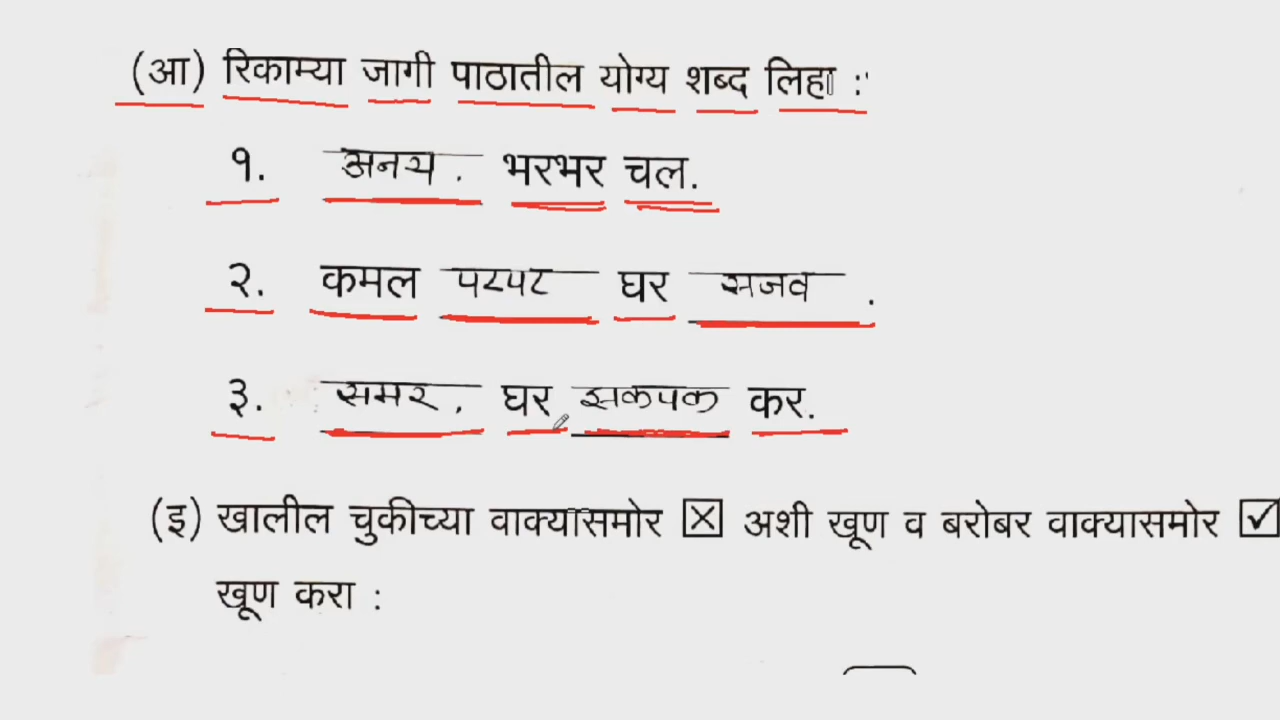 (आ) रिकाम्या जागी पाठातील योग्य शब्द लिहा :
१. अनय. भरभर चल.
२. कमल पटपट घर सजव .
३. समर. घर झकपक कर.
(इ) खालील चुकीच्या वाक्यासमोर ☒ अशी खूण व बरोबर वाक्यासमोर ☑
खूण करा :